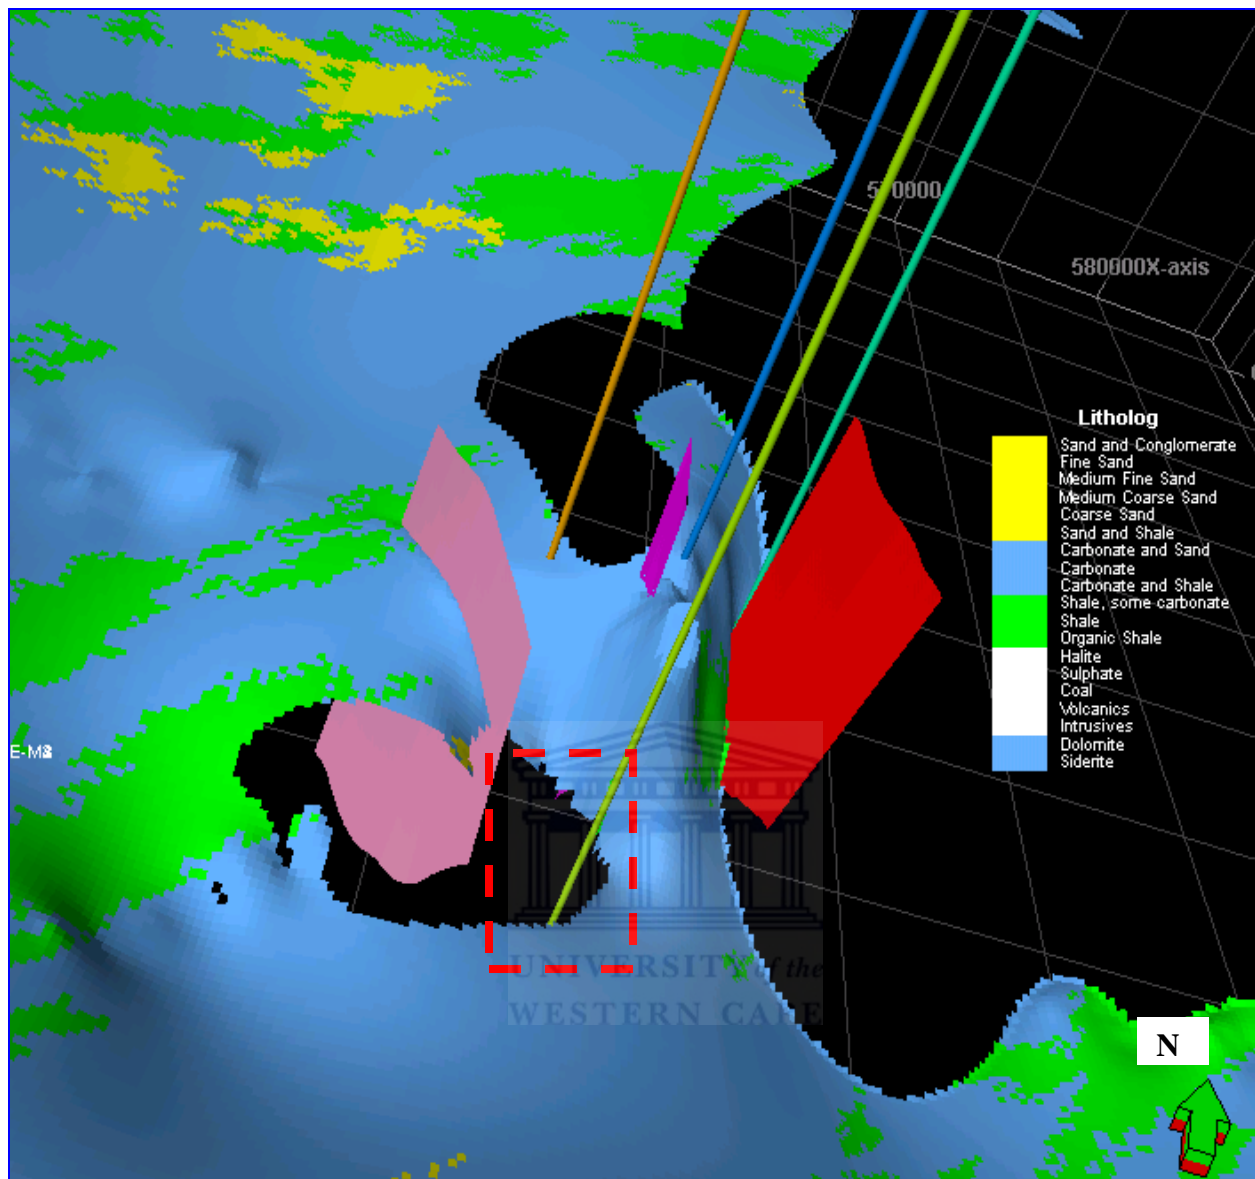 570000
580000X-axis
Litholog
Sand and Conglomerate
Fine Sand
Medium Fine Sand
Medium Coarse Sand
Coarse Sand
Sand and Shale
Carbonate and Sand
Carbonate
Carbonate and Shale
Shale, some carbonate
Shale
Organic Shale
Halite
Sulphate
Coal
Volcanics
Intrusives
Dolomite
Siderite
UNIVERSITY of the
WESTERN CAPE
N